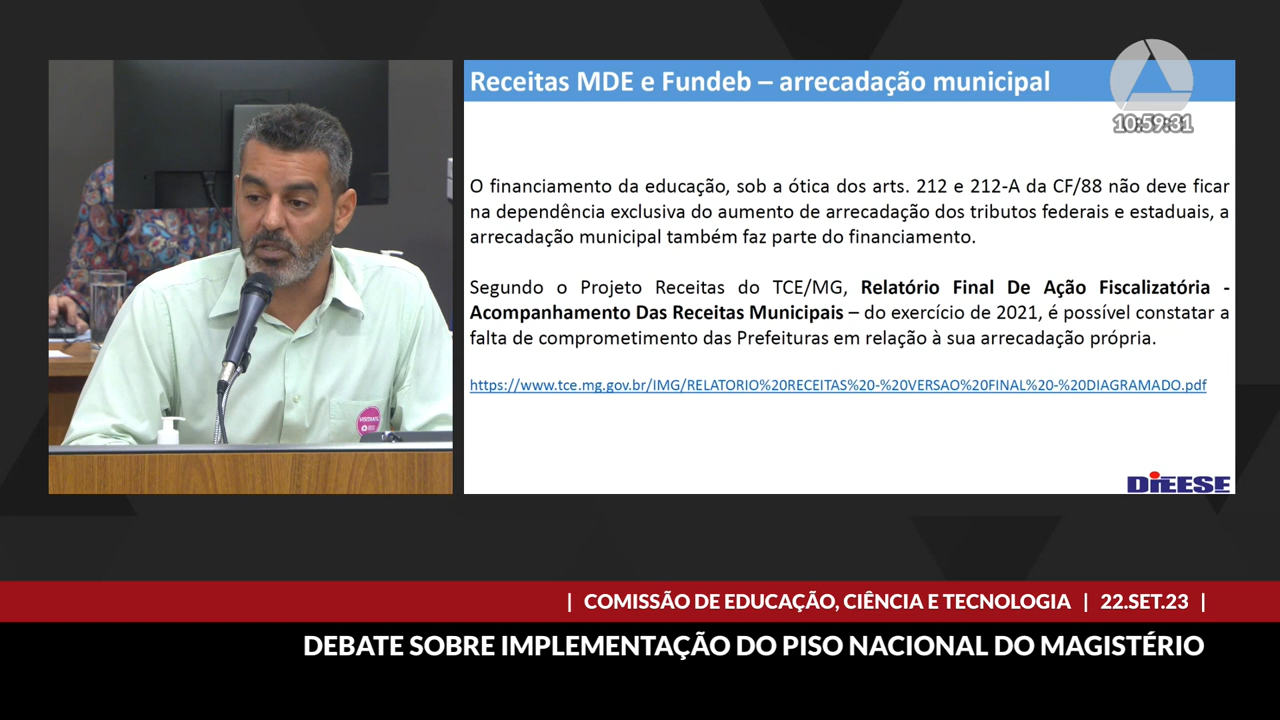 Receitas MDE e Fundeb – arrecadação municipal
10:59:31
O financiamento da educação, sob a ótica dos arts. 212 e 212-A da CF/88 não deve ficar
na dependência exclusiva do aumento de arrecadação dos tributos federais e estaduais, a
arrecadação municipal também faz parte do financiamento.
Segundo o Projeto Receitas do TCE/MG, Relatório Final De Ação Fiscalizatória -
Acompanhamento Das Receitas Municipais – do exercício de 2021, é possível constatar a
falta de comprometimento das Prefeituras em relação à sua arrecadação própria.
https://www.tce.mg.gov.br/IMG/RELATORIO%20RECEITAS%20-%20VERSAO%20FINAL%20-%20DIAGRAMADO.pdf
DIEESE
| COMISSÃO DE EDUCAÇÃO, CIÊNCIA E TECNOLOGIA | 22.SET.23 |
DEBATE SOBRE IMPLEMENTAÇÃO DO PISO NACIONAL DO MAGISTÉRIO